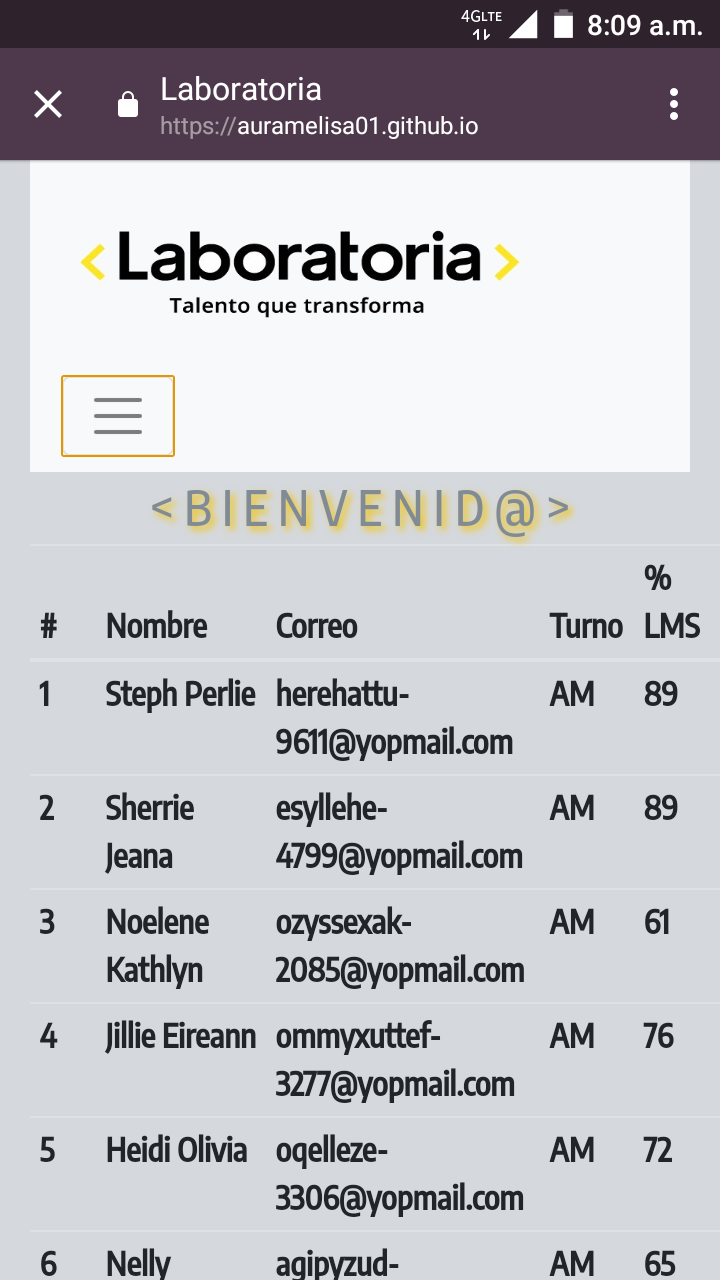 4GLTE 8:09 a.m.
Laboratoria
https://auramelisa01.github.io
<Laboratoria>
Talento que transforma
<BIENVENID@>
# Nombre Correo Turno % LMS
1 Steph Perlie herehattu- AM 89
9611@yopmail.com
2 Sherrie esyllehe- AM 89
Jeana 4799@yopmail.com
3 Noelene ozyssexak- AM 61
Kathlyn 2085@yopmail.com
4 Jillie Eireann ommyxuttef- AM 76
3277@yopmail.com
5 Heidi Olivia oqelleze- AM 72
3306@yopmail.com
6 Nelly agipyzud- AM 65